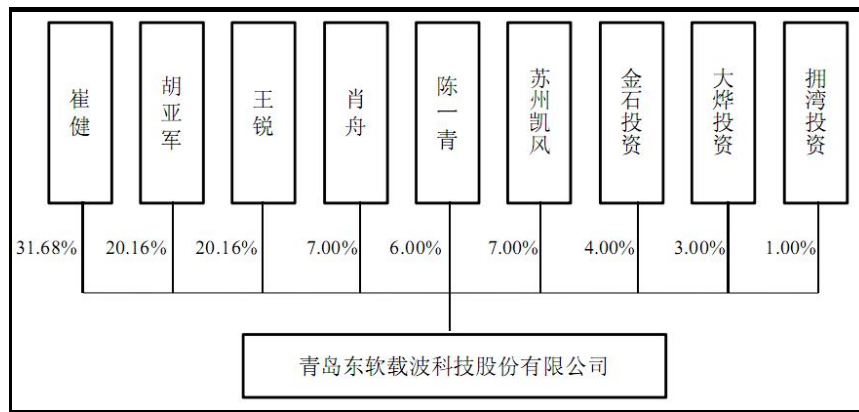 崔健
胡亚军
王锐
肖舟
陈一青
苏州凯风
金石投资
大烨投资
拥湾投资
31.68%
20.16%
20.16%
7.00%
6.00%
7.00%
4.00%
3.00%
1.00%
青岛东软载波科技股份有限公司